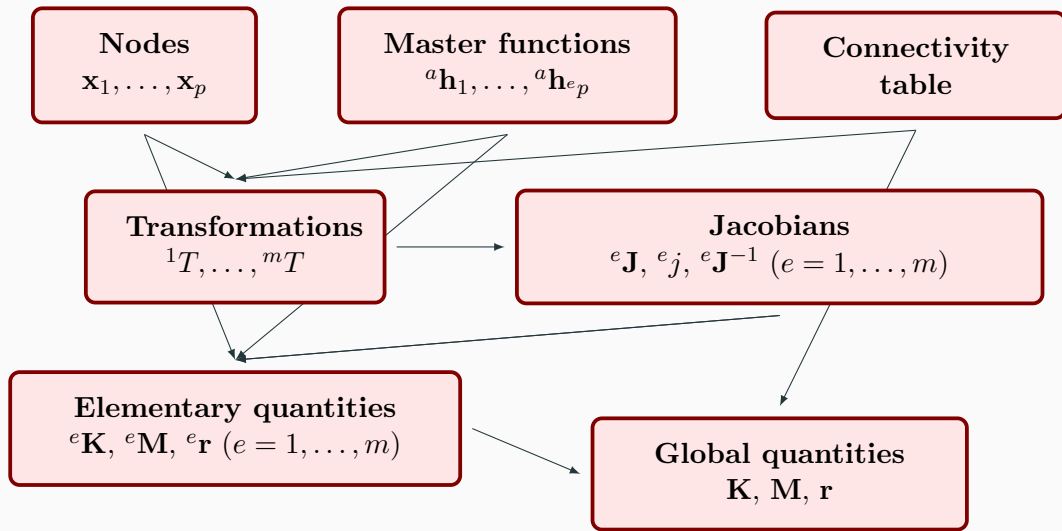 Nodes
𝐱₁, …, 𝐱ₚ
Master functions
ᵃ𝐡₁, …, ᵃ𝐡_{ᵉp}
Connectivity
table
Transformations
¹T, …, ᵐT
Jacobians
ᵉ𝐉, ᵉj, ᵉ𝐉⁻¹ (e = 1, …, m)
Elementary quantities
ᵉ𝐊, ᵉ𝐌, ᵉ𝐫 (e = 1, …, m)
Global quantities
𝐊, 𝐌, 𝐫